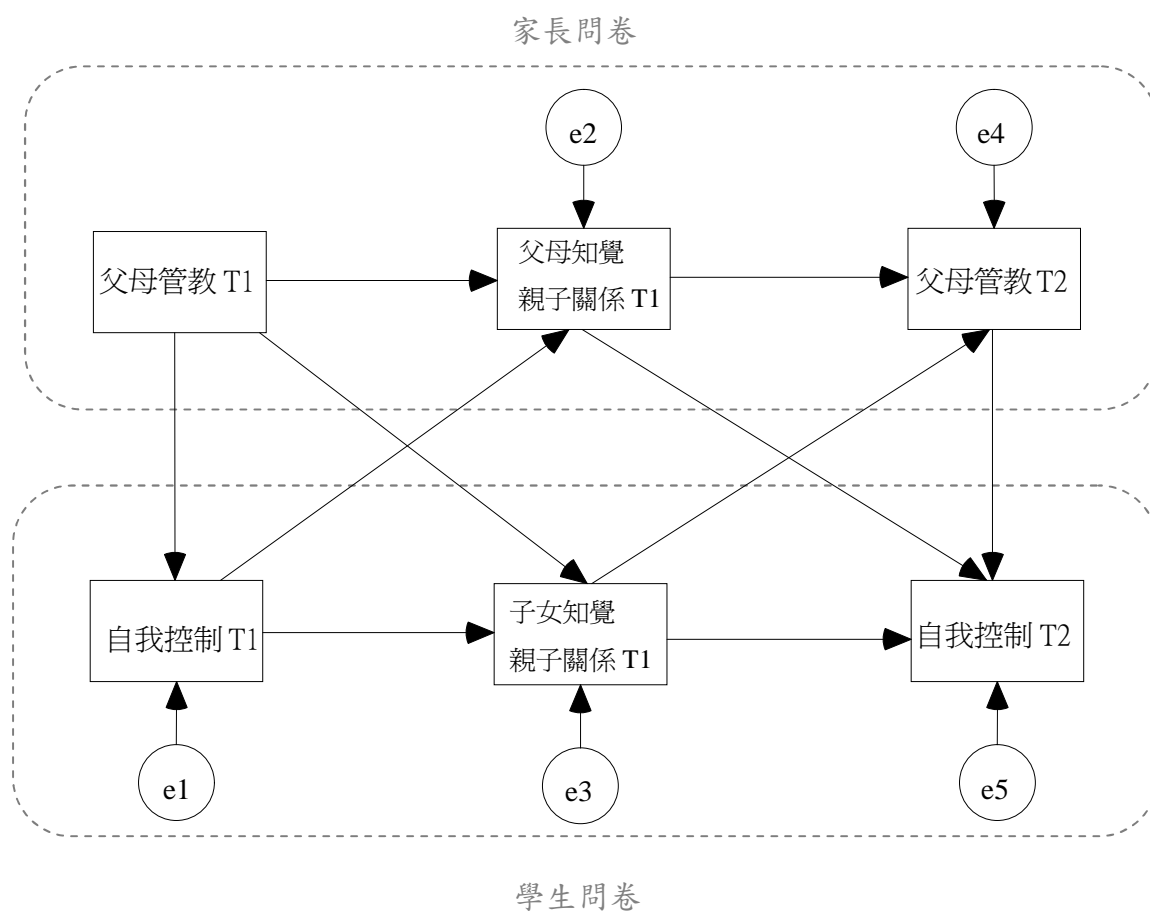 家長問卷
e2
e4
父母管教 T1
父母知覺
親子關係 T1
父母管教 T2
自我控制 T1
子女知覺
親子關係 T1
自我控制 T2
e1
e3
e5
學生問卷